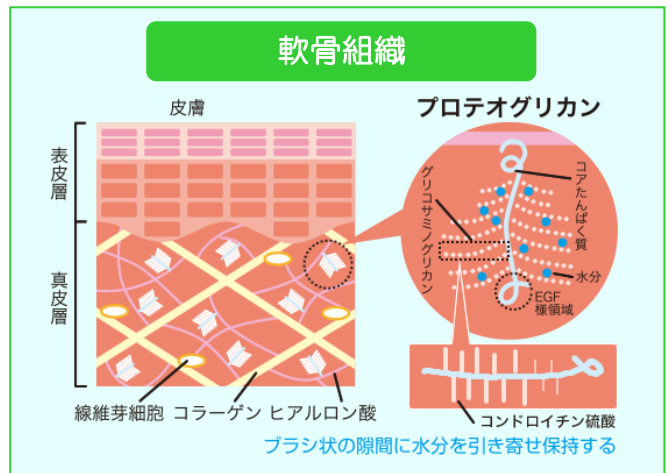 軟骨組織
皮膚
プロテオグリカン
表皮層
真皮層
グリコサミノグリカン
コアたんぱく質
水分
EGF
様領域
線維芽細胞 コラーゲン ヒアルロン酸
コンドロイチン硫酸
ブラシ状の隙間に水分を引き寄せ保持する